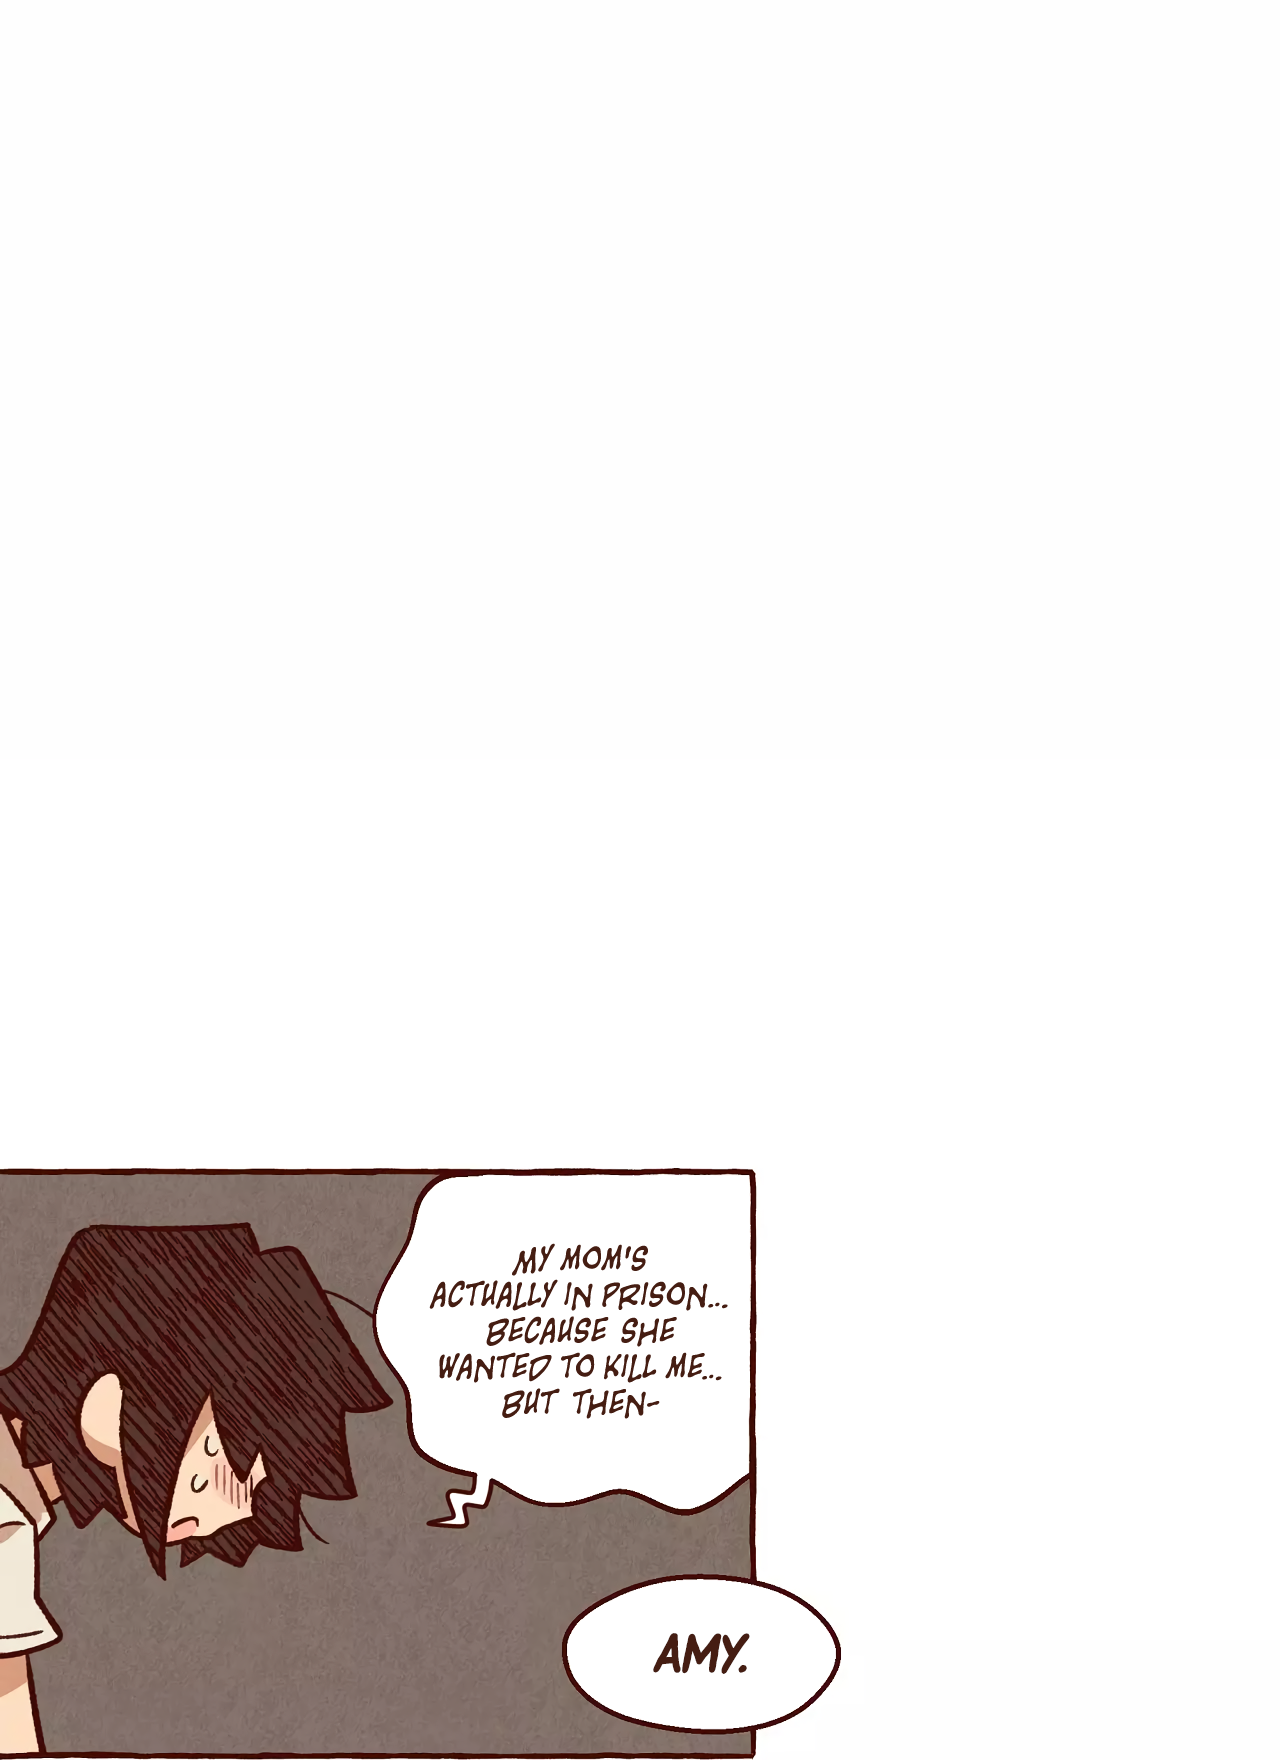 MY MOM'S
ACTUALLY IN PRISON...
BECAUSE SHE
WANTED TO KILL ME...
BUT THEN-
AMY.